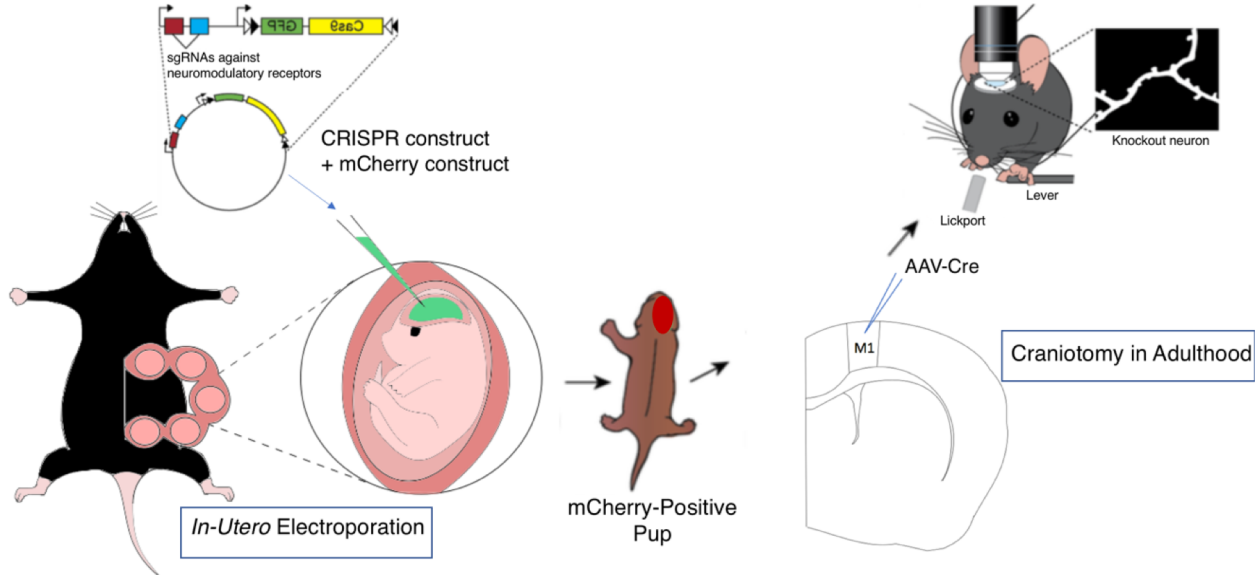 GFP
Cas9
sgRNAs against
neuromodulatory receptors
CRISPR construct
+ mCherry construct
In-Utero Electroporation
mCherry-Positive
Pup
M1
AAV-Cre
Craniotomy in Adulthood
Lickport
Lever
Knockout neuron